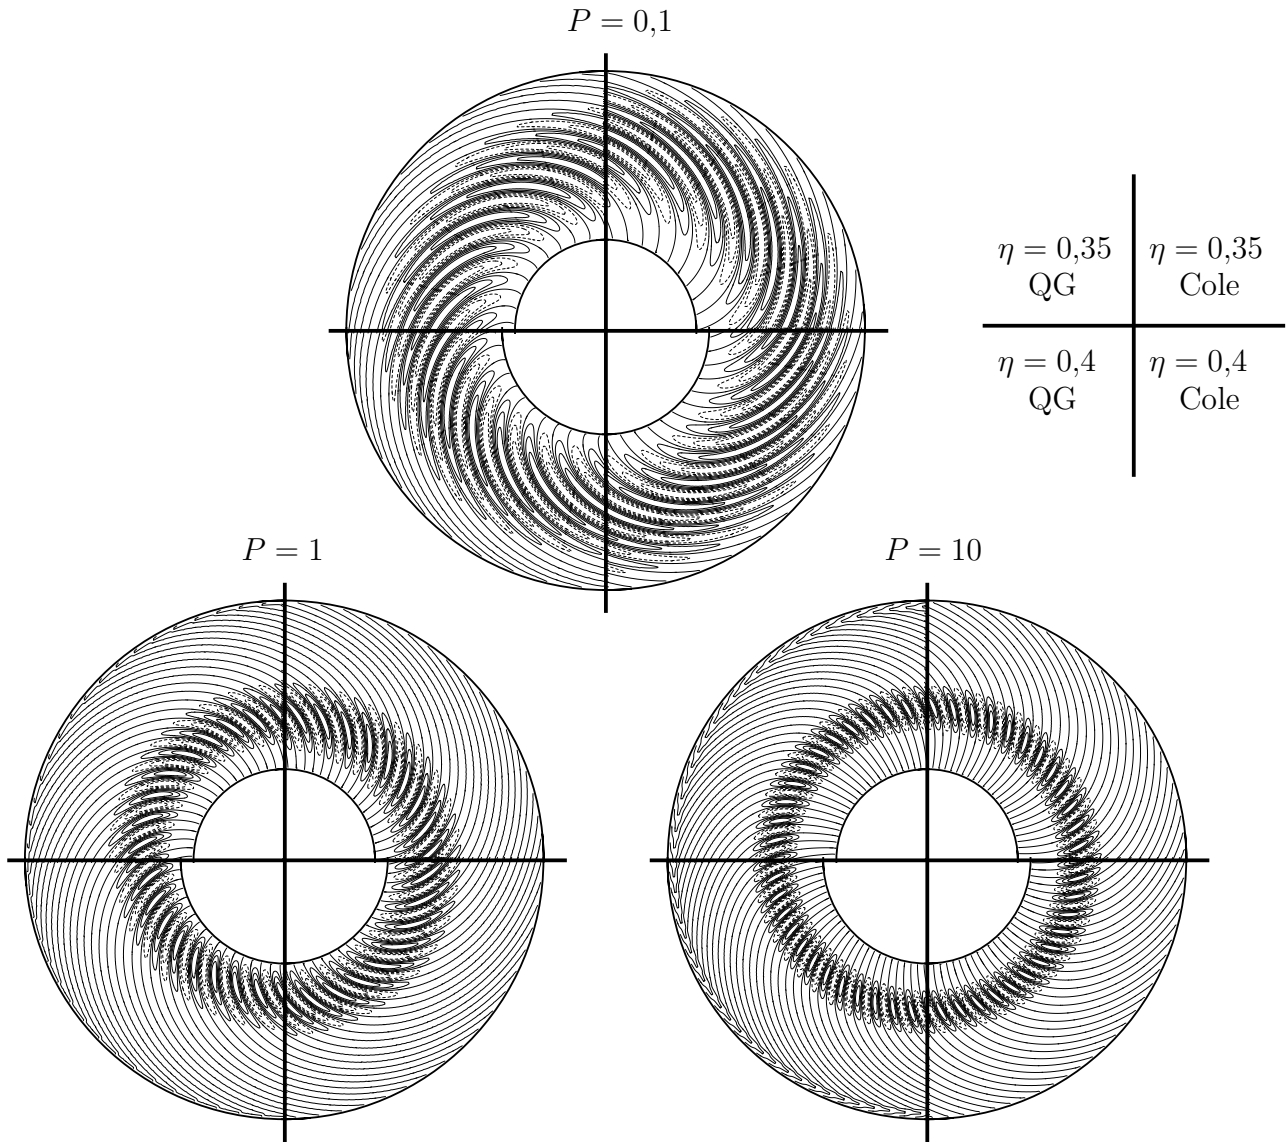 P = 0,1
η = 0,35
QG
η = 0,35
Cole
η = 0,4
QG
η = 0,4
Cole
P = 1
P = 10